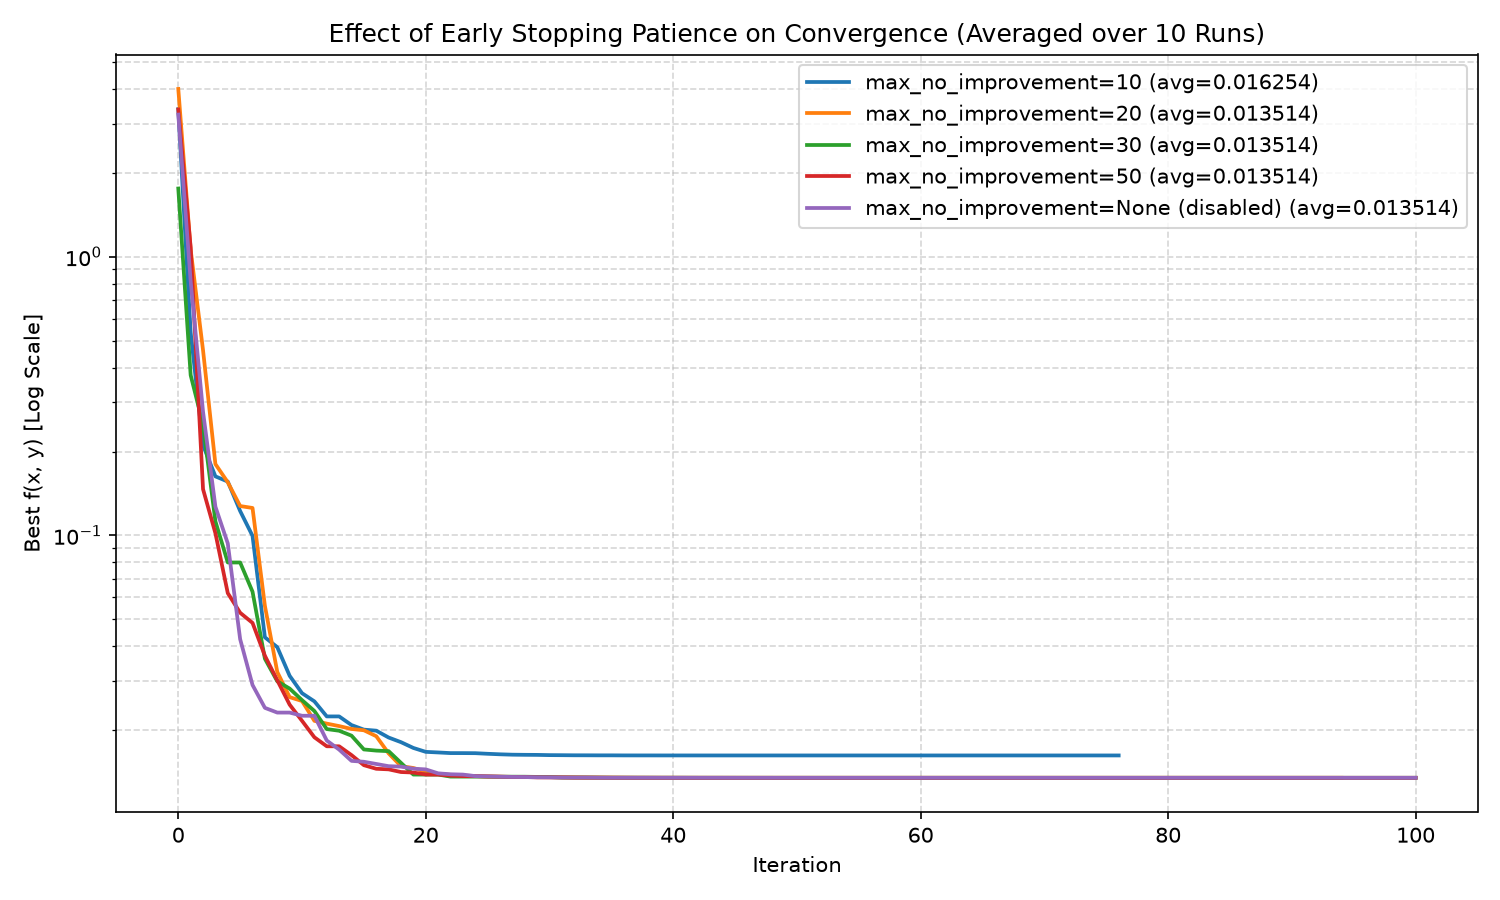 Effect of Early Stopping Patience on Convergence (Averaged over 10 Runs)
max_no_improvement=10 (avg=0.016254)
max_no_improvement=20 (avg=0.013514)
max_no_improvement=30 (avg=0.013514)
max_no_improvement=50 (avg=0.013514)
max_no_improvement=None (disabled) (avg=0.013514)
Best f(x, y) [Log Scale]
10⁰
10⁻¹
0 20 40 60 80 100
Iteration